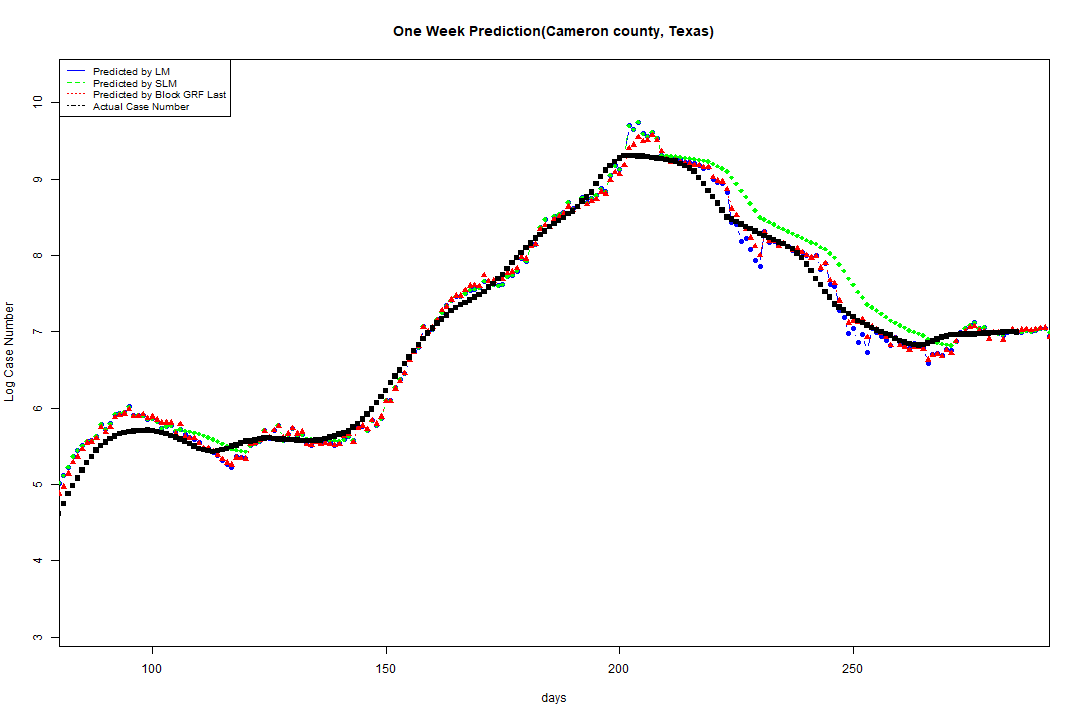 One Week Prediction(Cameron county, Texas)
Predicted by LM
Predicted by SLM
Predicted by Block GRF Last
Actual Case Number
10
9
8
7
6
5
4
3
Log Case Number
100 150 200 250
days